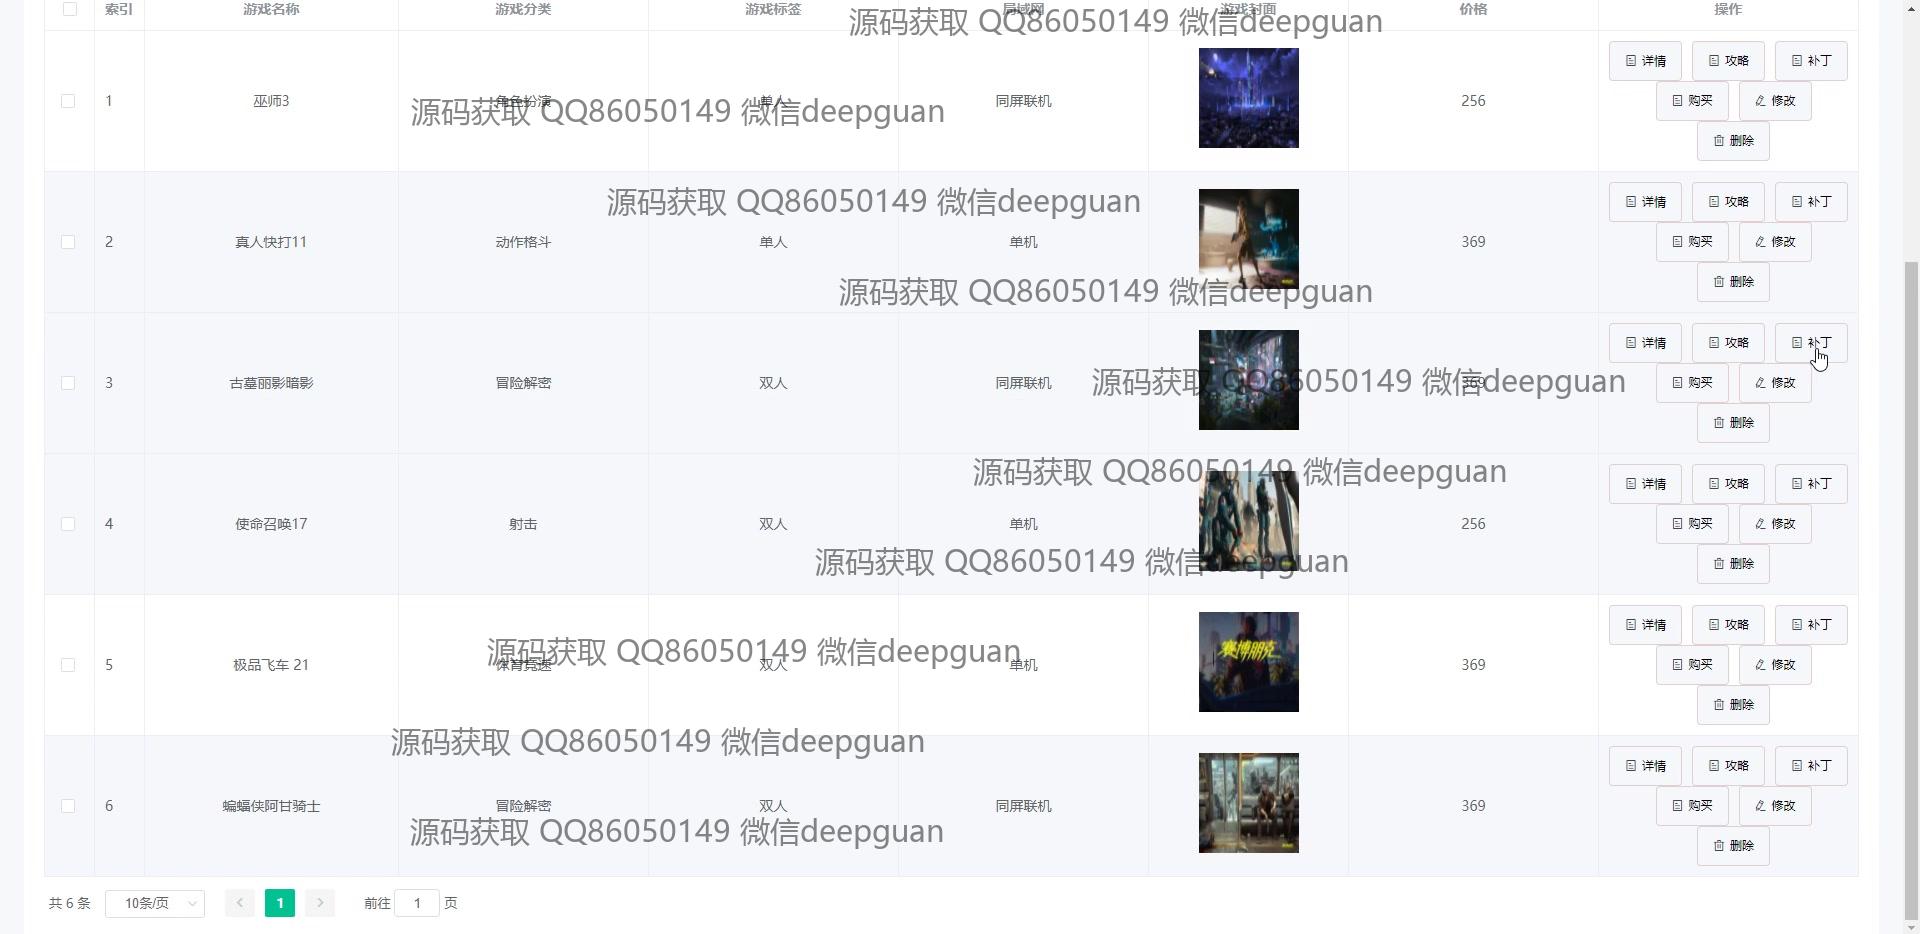 索引 游戏名称 游戏分类 游戏标签 局域网 游戏封面 价格 操作
源码获取 QQ86050149 微信deepguan
详情 攻略 补丁
1 巫师3 角色扮演 单人 同屏联机 256 购买 修改
源码获取 QQ86050149 微信deepguan
删除
源码获取 QQ86050149 微信deepguan
详情 攻略 补丁
2 真人快打11 动作格斗 单人 单机 369 购买 修改
删除
源码获取 QQ86050149 微信deepguan
详情 攻略 补丁
3 古墓丽影暗影 冒险解密 双人 同屏联机 369 购买 修改
源码获取 QQ86050149 微信deepguan
删除
源码获取 QQ86050149 微信deepguan
详情 攻略 补丁
4 使命召唤17 射击 双人 单机 256 购买 修改
源码获取 QQ86050149 微信deepguan
删除
详情 攻略 补丁
源码获取 QQ86050149 微信deepguan
5 极品飞车 21 体育竞速 双人 单机 赛博朋克 369 购买 修改
删除
源码获取 QQ86050149 微信deepguan
详情 攻略 补丁
6 蝙蝠侠阿甘骑士 冒险解密 双人 同屏联机 369 购买 修改
源码获取 QQ86050149 微信deepguan
删除
共 6 条 10条/页 1 前往 1 页